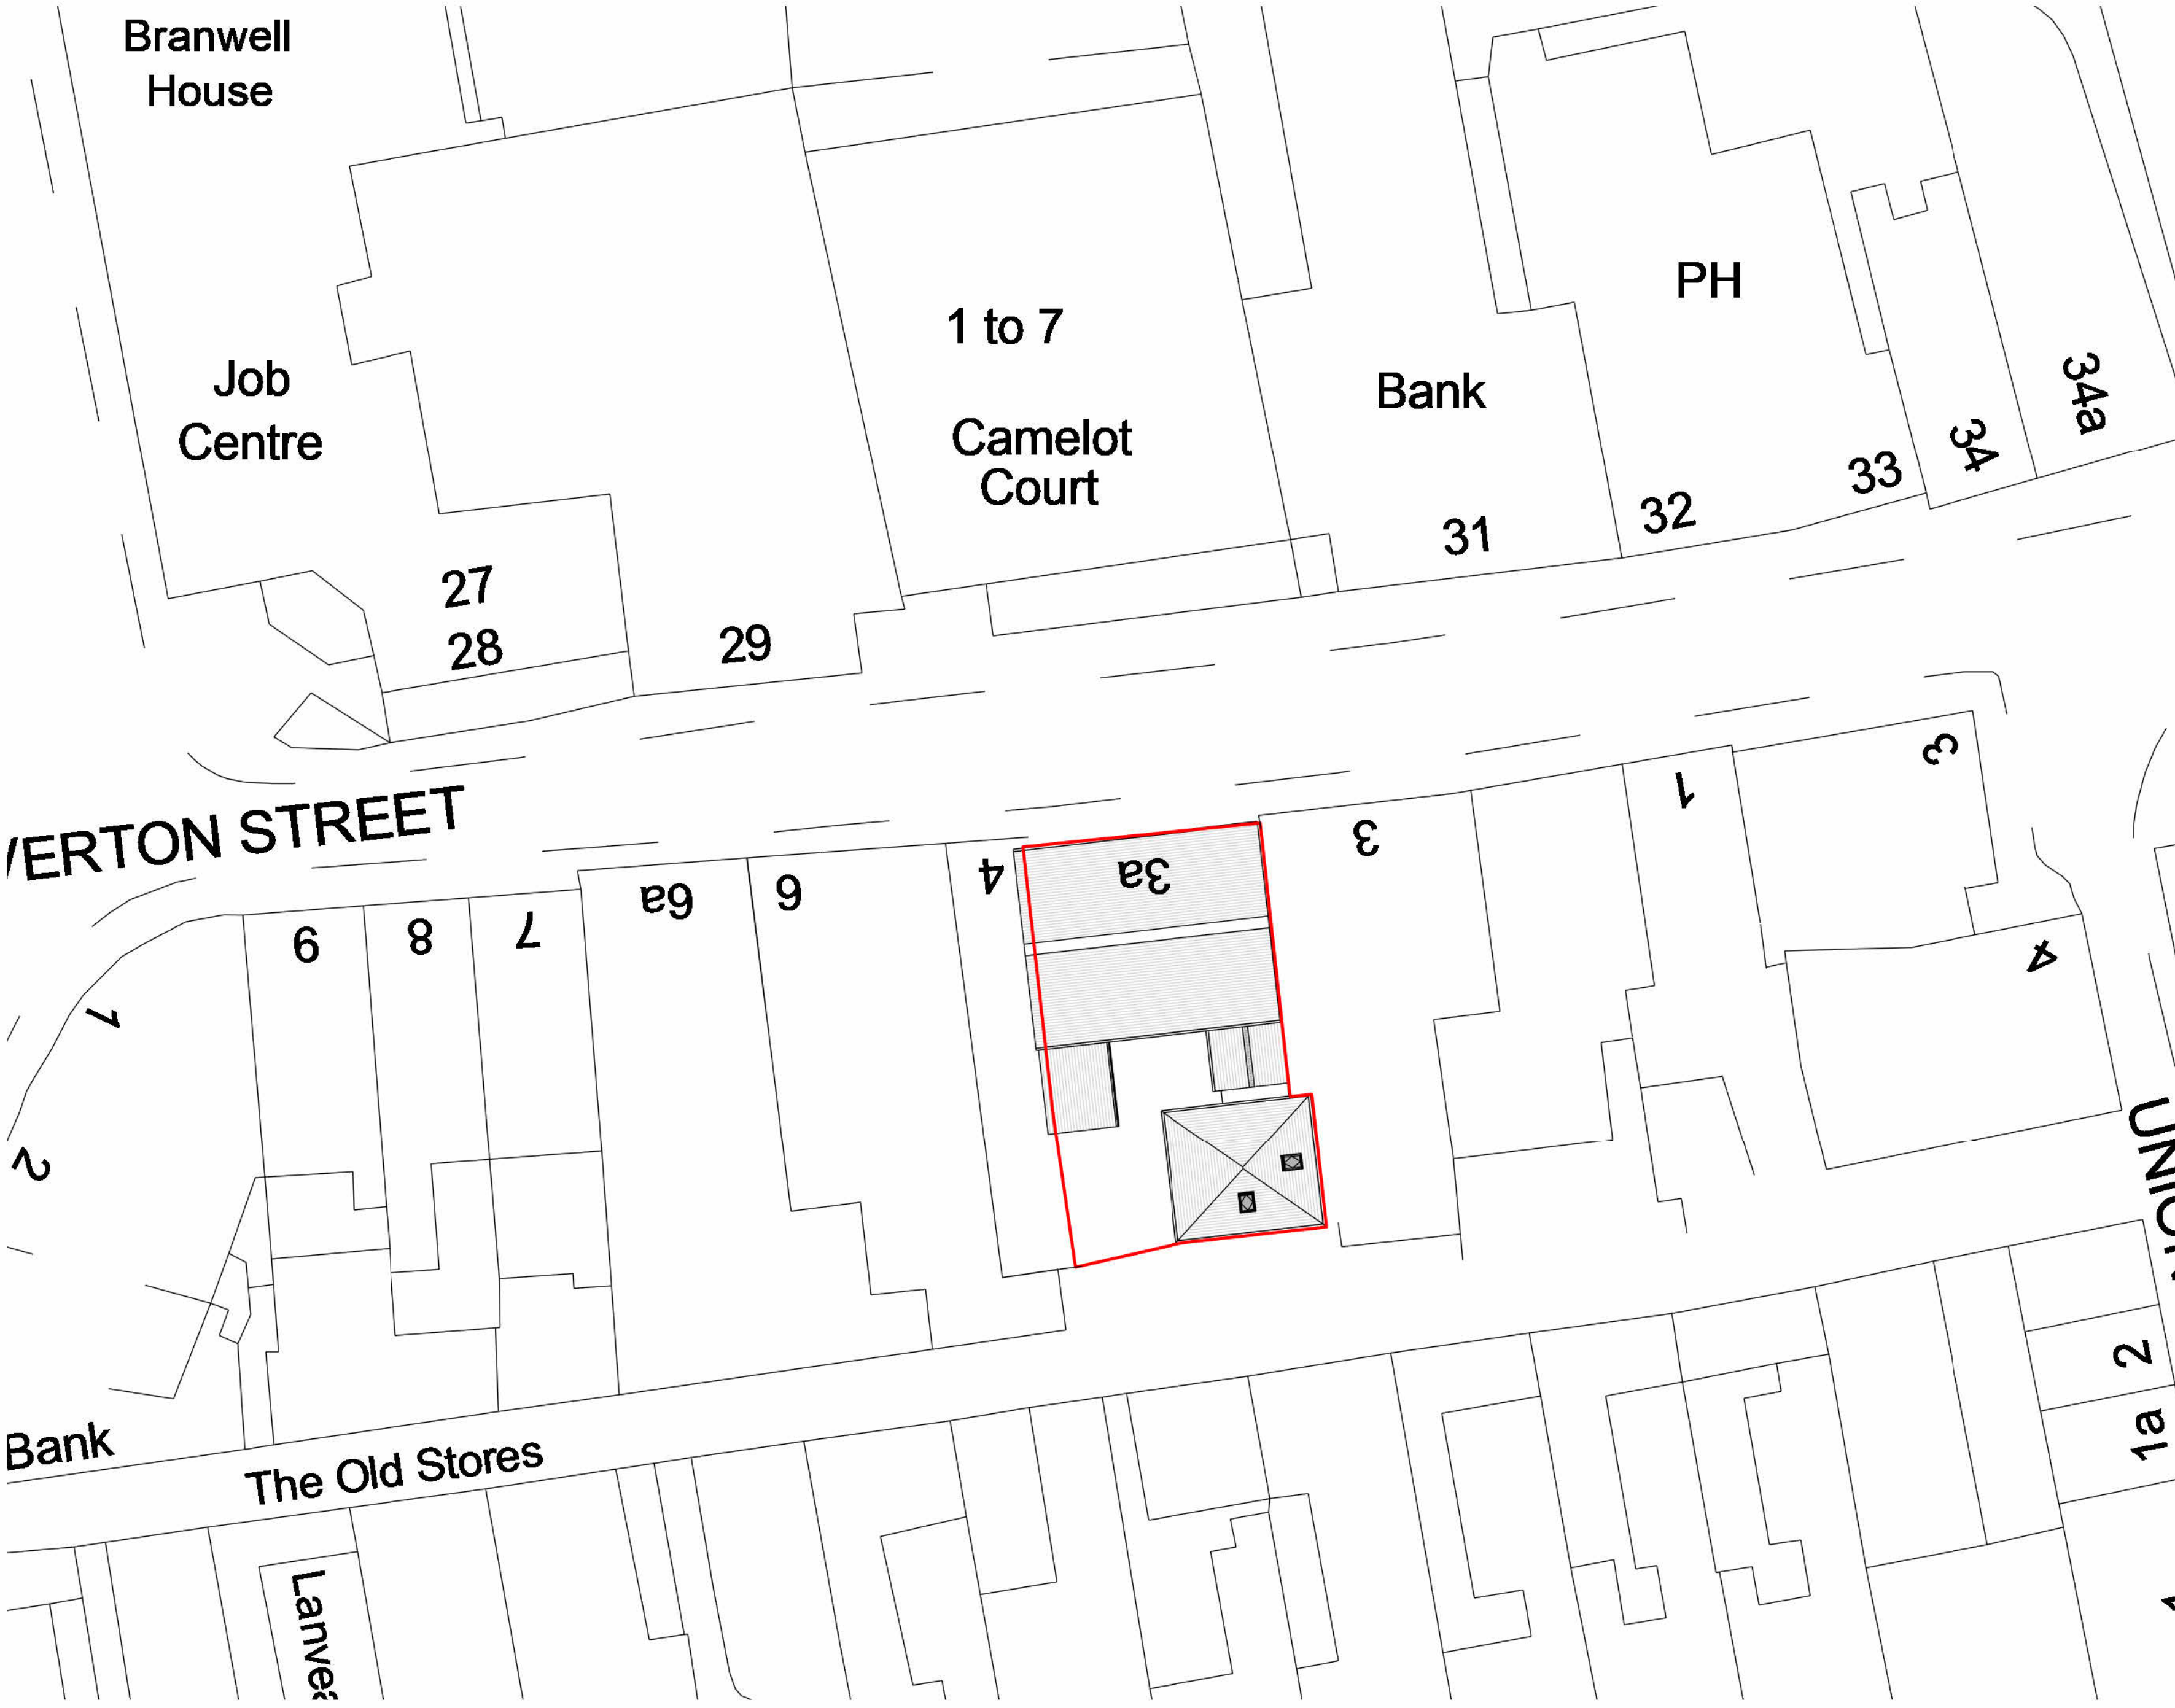 Branwell
House
PH
1 to 7
Job
Centre
Bank
Camelot
Court
34a
34
33
32
31
27
28
29
3
1
/ERTON STREET
3
3a
4
6
6a
7
8
9
4
1
2
2
1a
Bank
The Old Stores